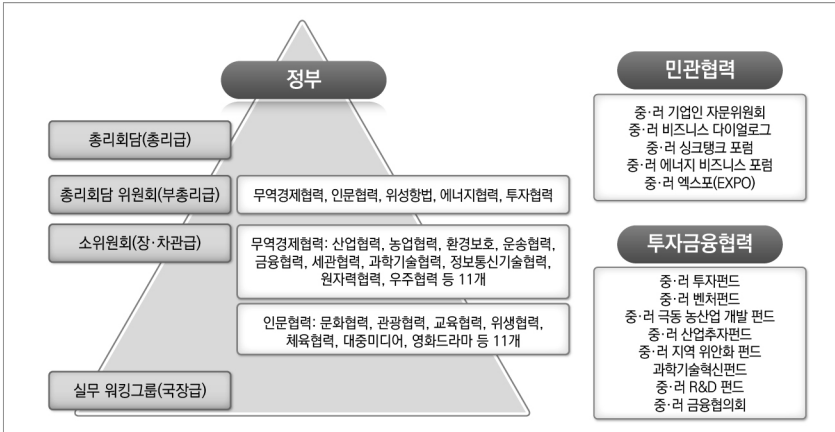 정부
총리회담(총리급)
총리회담 위원회(부총리급)
무역경제협력, 인문협력, 위성항법, 에너지협력, 투자협력
소위원회(장·차관급)
무역경제협력: 산업협력, 농업협력, 환경보호, 운송협력,
금융협력, 세관협력, 과학기술협력, 정보통신기술협력,
원자력협력, 우주협력 등 11개
인문협력: 문화협력, 관광협력, 교육협력, 위생협력,
체육협력, 대중미디어, 영화드라마 등 11개
실무 워킹그룹(국장급)
민관협력
중·러 기업인 자문위원회
중·러 비즈니스 다이얼로그
중·러 싱크탱크 포럼
중·러 에너지 비즈니스 포럼
중·러 엑스포(EXPO)
투자금융협력
중·러 투자펀드
중·러 벤처펀드
중·러 극동 농산업 개발 펀드
중·러 산업추자펀드
중·러 지역 위안화 펀드
과학기술혁신펀드
중·러 R&D 펀드
중·러 금융협의회